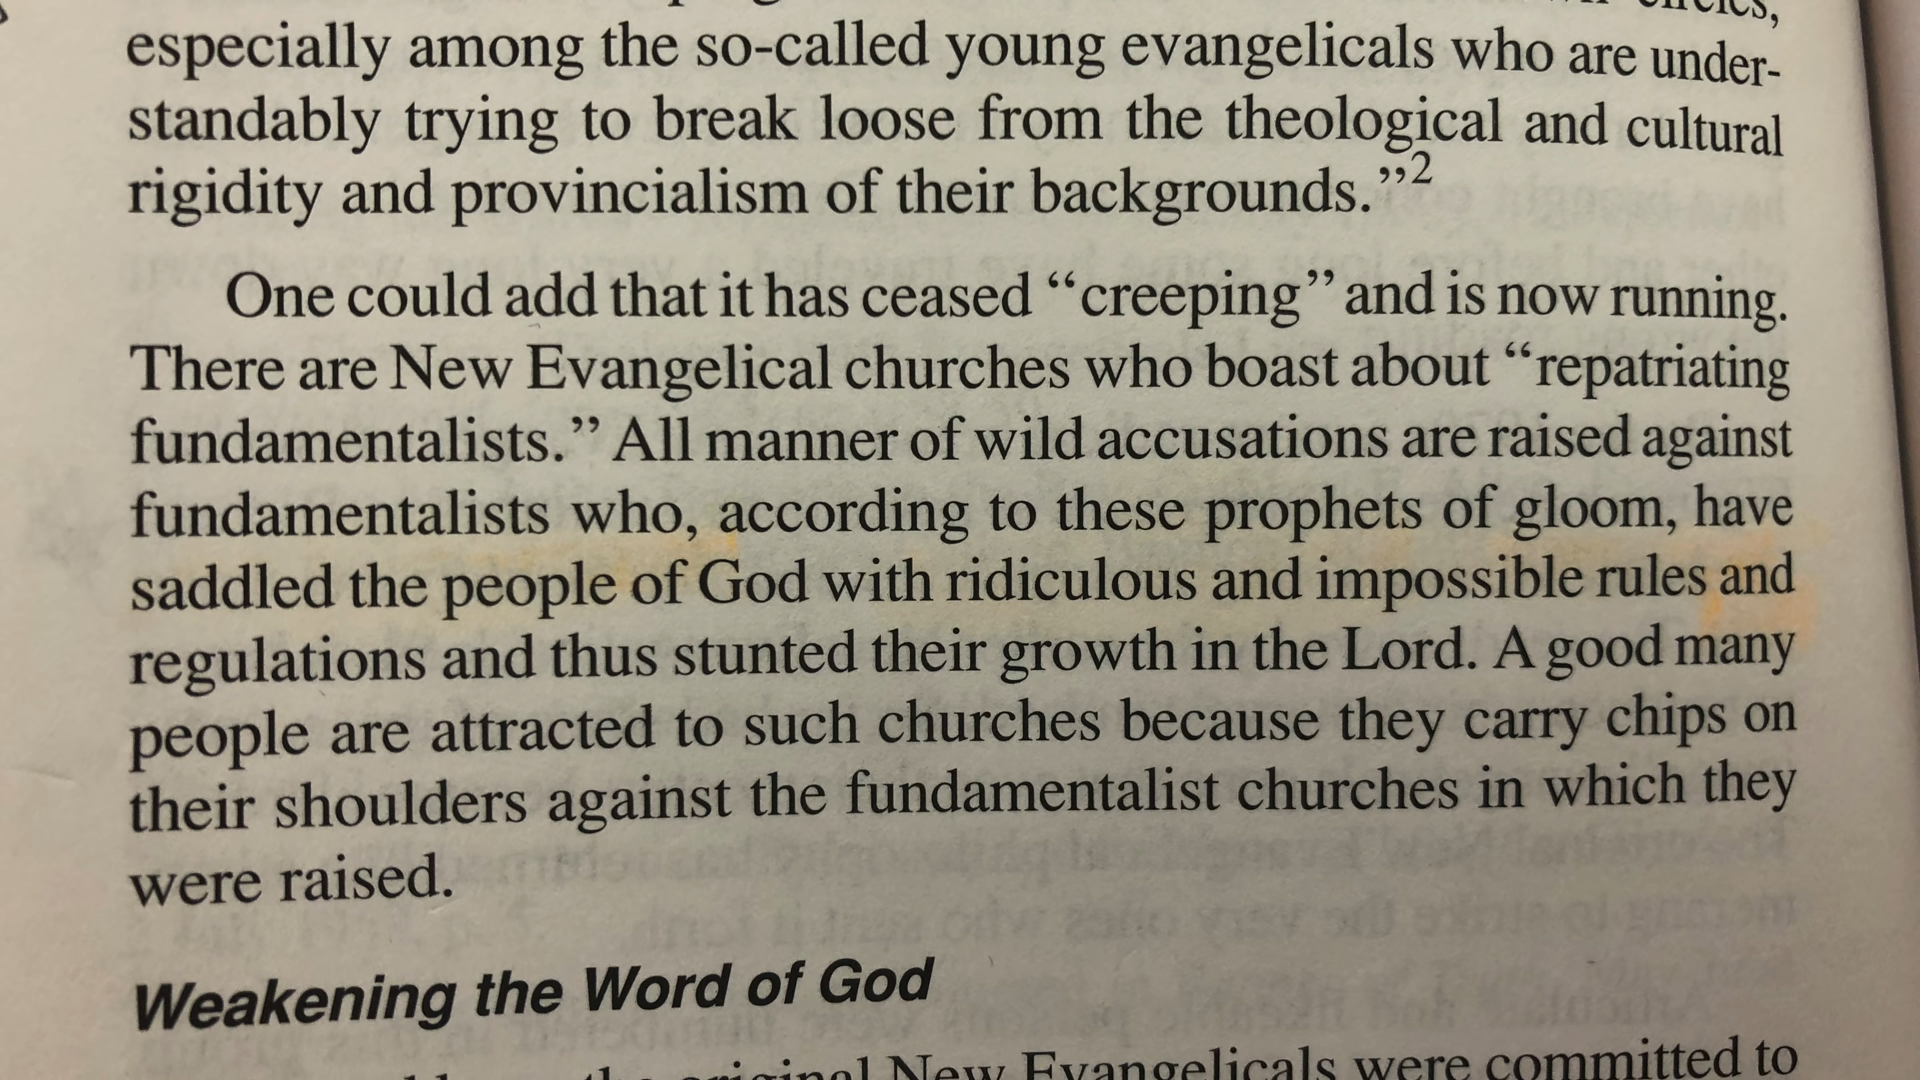 circles,
especially among the so-called young evangelicals who are under-
standably trying to break loose from the theological and cultural
rigidity and provincialism of their backgrounds.”2
One could add that it has ceased “creeping” and is now running.
There are New Evangelical churches who boast about “repatriating
fundamentalists.” All manner of wild accusations are raised against
fundamentalists who, according to these prophets of gloom, have
saddled the people of God with ridiculous and impossible rules and
regulations and thus stunted their growth in the Lord. A good many
people are attracted to such churches because they carry chips on
their shoulders against the fundamentalist churches in which they
were raised.
Weakening the Word of God
the original New Evangelicals were committed to